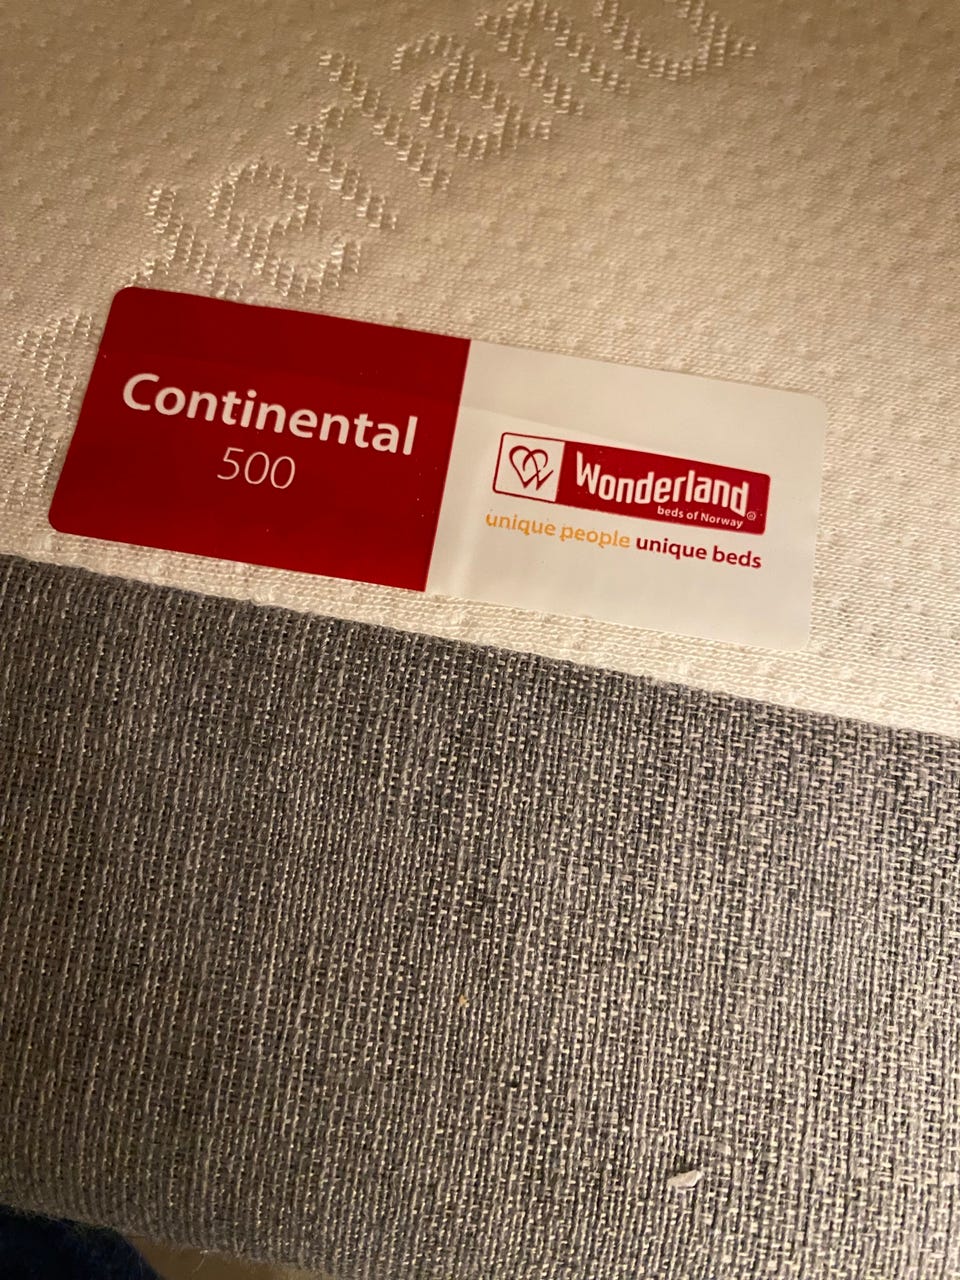 Continental
500
Wonderland
beds of Norway
unique people unique beds